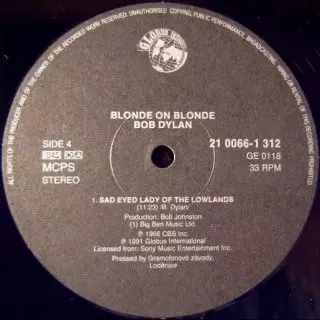 ALL RIGHTS OF THE PRODUCER AND OF THE OWNER OF THE RECORDED WORK RESERVED. UNAUTHORISED COPYING, PUBLIC PERFORMANCE, BROADCASTING, HIRING OR RENTAL OF THIS RECORDING PROHIBITED
GLOBUS
BLONDE ON BLONDE
BOB DYLAN
SIDE 4
21 0066-1 312
BIEM OSA
GE 0118
MCPS
33 RPM
STEREO
1. SAD EYED LADY OF THE LOWLANDS
(11:23) (B. Dylan)
Production: Bob Johnston
(1) Big Ben Music Ltd.
℗ 1966 CBS Inc.
℗ 1991 Globus International
Licensed from: Sony Music Entertainment Inc.
Pressed by Gramofonové závody,
Loděnice